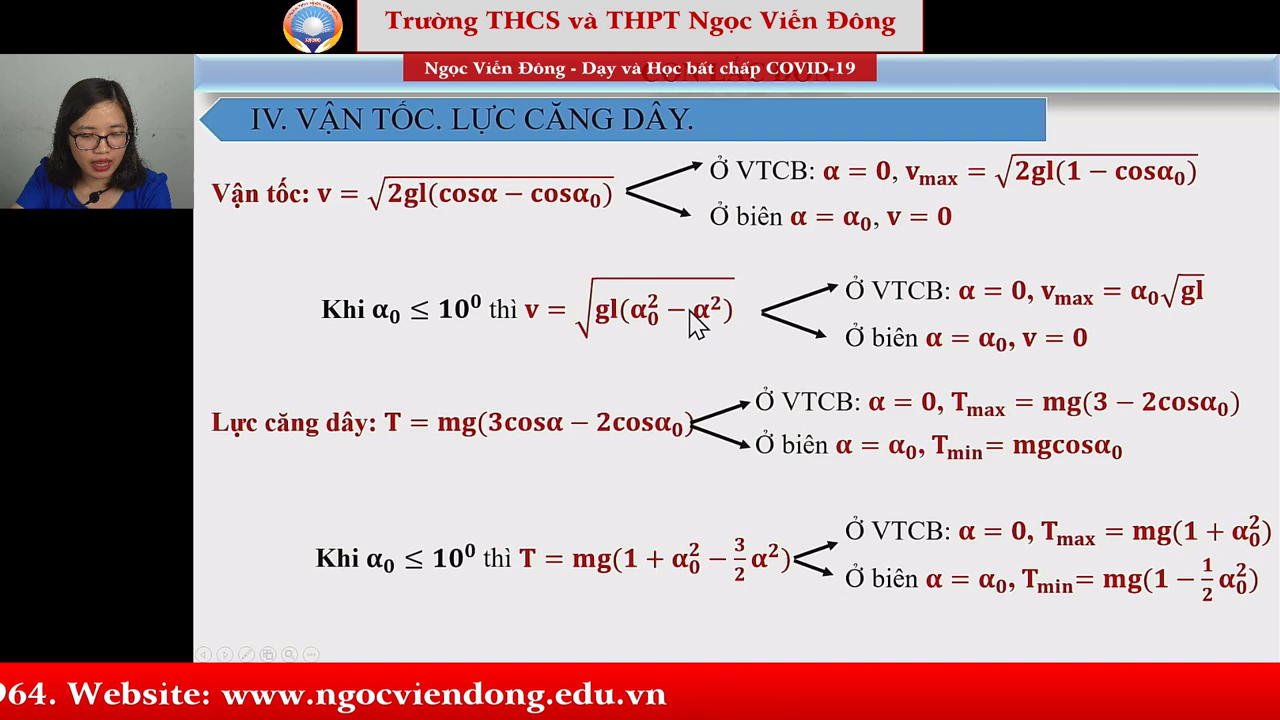 Trường THCS và THPT Ngọc Viễn Đông
Ngọc Viễn Đông - Dạy và Học bất chấp COVID-19
IV. VẬN TỐC. LỰC CĂNG DÂY.
Vận tốc: v = √(2gl(cosα − cosα₀))
Ở VTCB: α = 0, v_max = √(2gl(1 − cosα₀))
Ở biên α = α₀, v = 0
Khi α₀ ≤ 10⁰ thì v = √(gl(α₀² − α²))
Ở VTCB: α = 0, v_max = α₀√gl
Ở biên α = α₀, v = 0
Lực căng dây: T = mg(3cosα − 2cosα₀)
Ở VTCB: α = 0, T_max = mg(3 − 2cosα₀)
Ở biên α = α₀, T_min= mgcosα₀
Khi α₀ ≤ 10⁰ thì T = mg(1 + α₀² − 3/2 α²)
Ở VTCB: α = 0, T_max = mg(1 + α₀²)
Ở biên α = α₀, T_min= mg(1 − 1/2 α₀²)
964. Website: www.ngocviendong.edu.vn